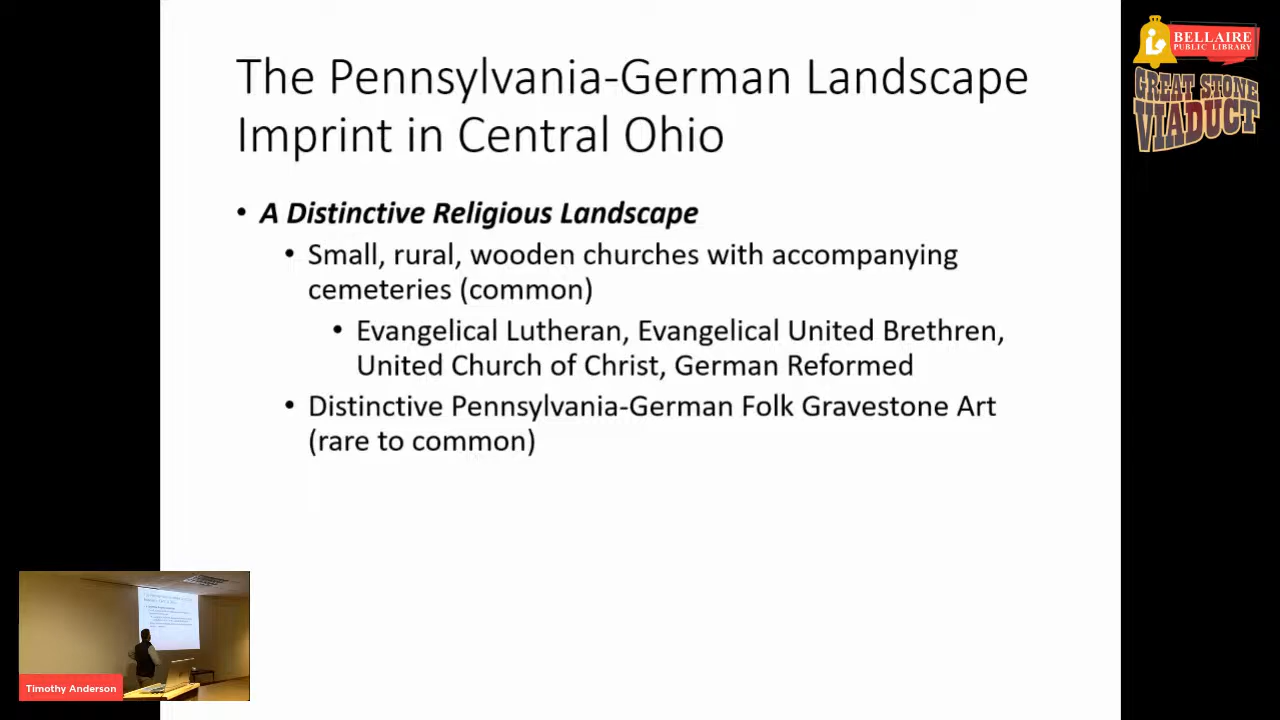 The Pennsylvania-German Landscape
Imprint in Central Ohio
• A Distinctive Religious Landscape
• Small, rural, wooden churches with accompanying
cemeteries (common)
• Evangelical Lutheran, Evangelical United Brethren,
United Church of Christ, German Reformed
• Distinctive Pennsylvania-German Folk Gravestone Art
(rare to common)
BELLAIRE
PUBLIC LIBRARY
GREAT STONE
VIADUCT
Timothy Anderson